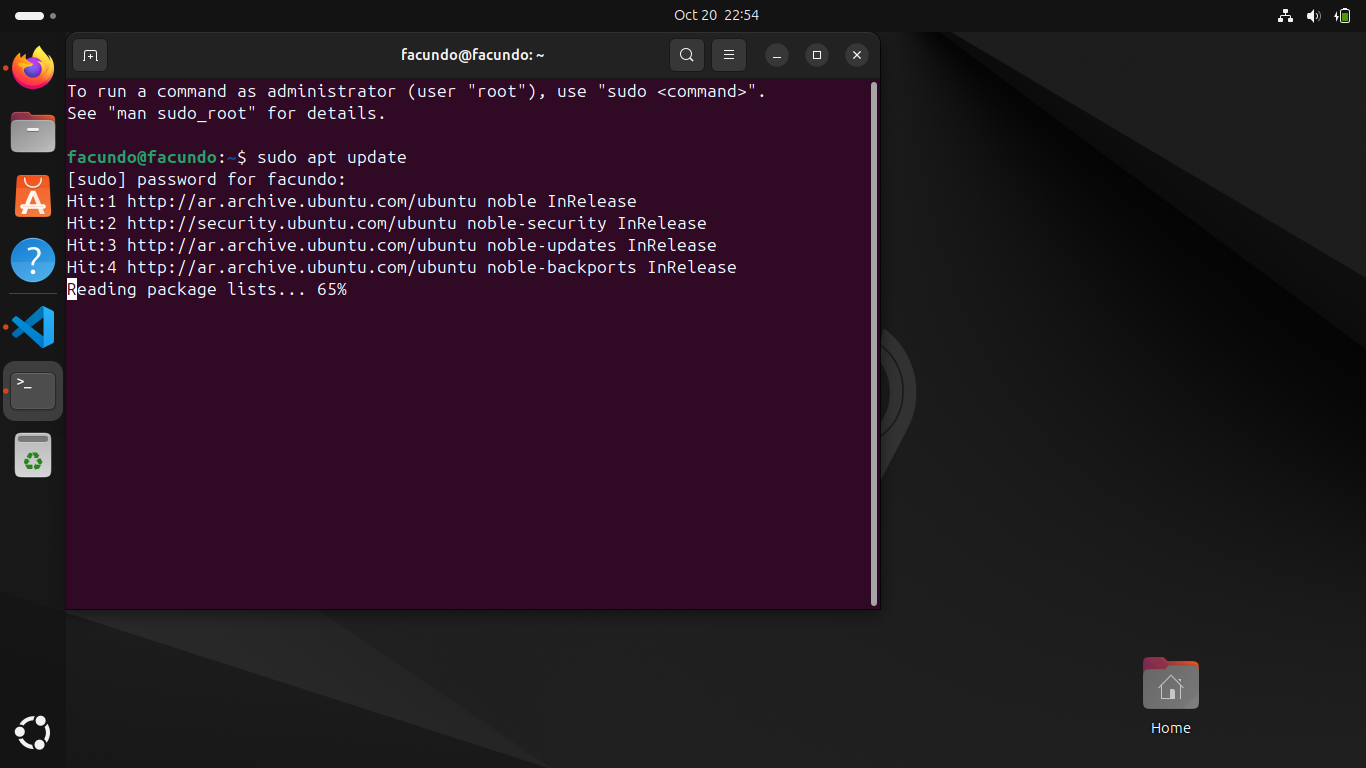 Oct 20 22:54
facundo@facundo: ~
To run a command as administrator (user "root"), use "sudo <command>".
See "man sudo_root" for details.
facundo@facundo:~$ sudo apt update
[sudo] password for facundo:
Hit:1 http://ar.archive.ubuntu.com/ubuntu noble InRelease
Hit:2 http://security.ubuntu.com/ubuntu noble-security InRelease
Hit:3 http://ar.archive.ubuntu.com/ubuntu noble-updates InRelease
Hit:4 http://ar.archive.ubuntu.com/ubuntu noble-backports InRelease
Reading package lists... 65%
>_
Home